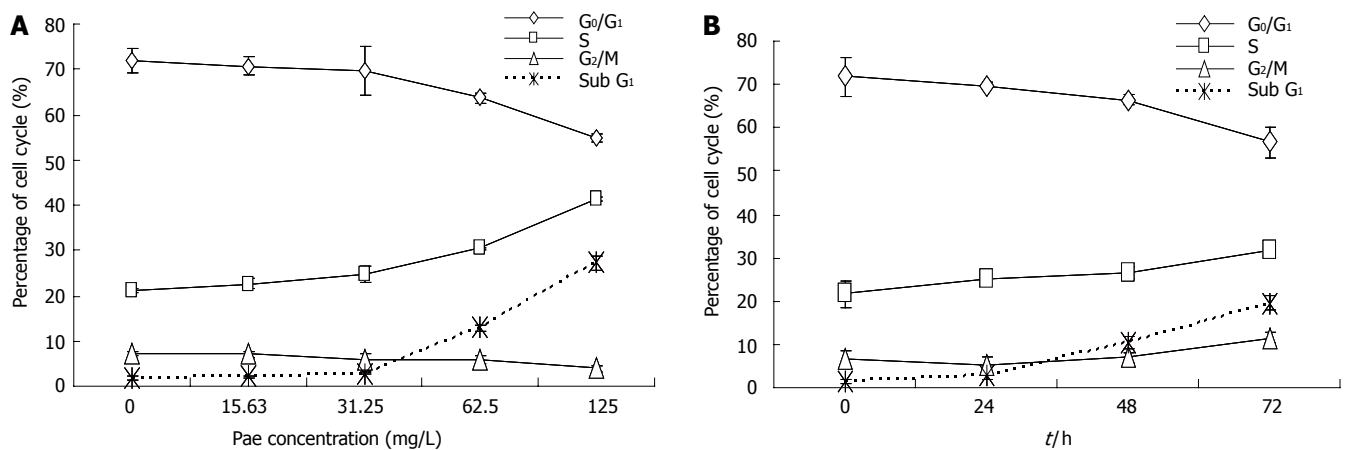 A
G0/G1
S
G2/M
Sub G1
Percentage of cell cycle (%)
80
70
60
50
40
30
20
10
0
0 15.63 31.25 62.5 125
Pae concentration (mg/L)
B
G0/G1
S
G2/M
Sub G1
Percentage of cell cycle (%)
80
70
60
50
40
30
20
10
0
0 24 48 72
t/h